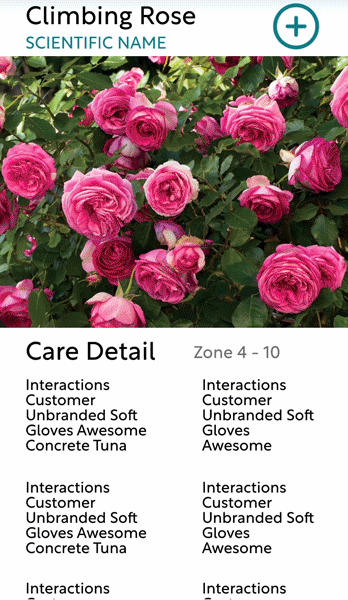 Climbing Rose
SCIENTIFIC NAME
Care Detail
Zone 4 - 10
Interactions
Customer
Unbranded Soft
Gloves Awesome
Concrete Tuna
Interactions
Customer
Unbranded Soft
Gloves
Awesome
Interactions
Customer
Unbranded Soft
Gloves Awesome
Concrete Tuna
Interactions
Customer
Unbranded Soft
Gloves
Awesome
Interactions
Interactions